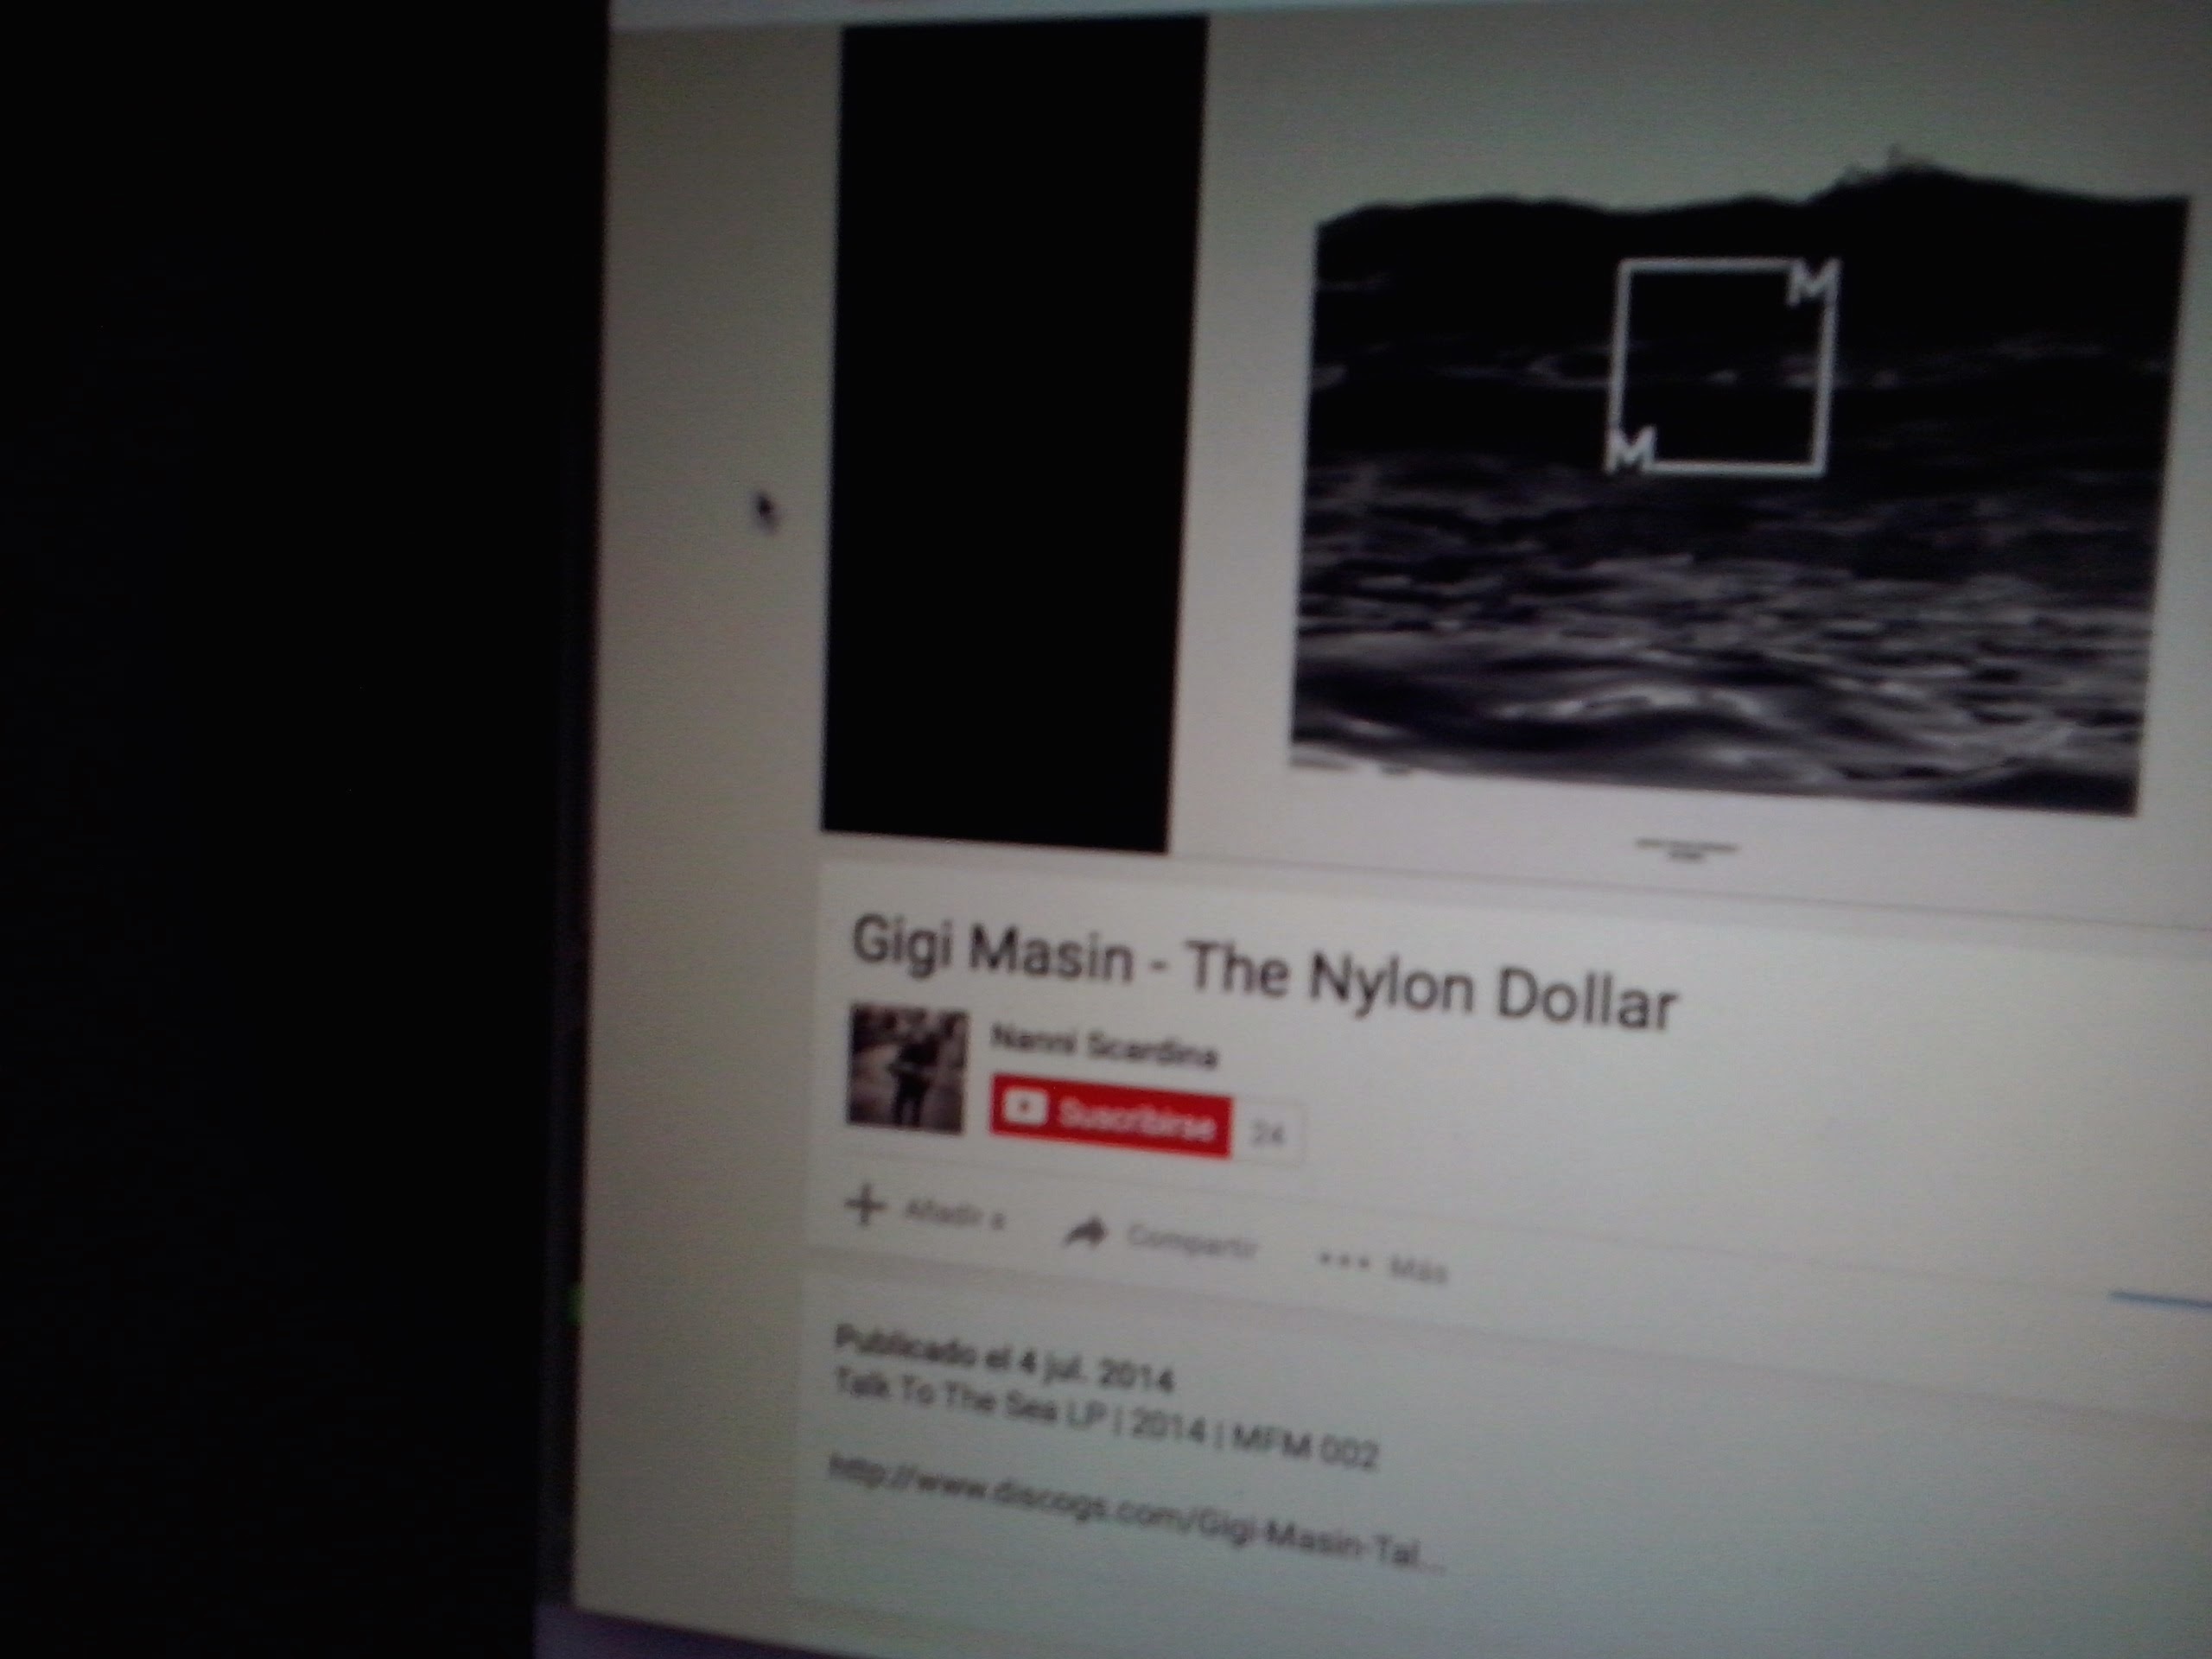 M
M
Gigi Masin - The Nylon Dollar
Nanni Scardina
Suscribirse 24
Añadir a Compartir Más
Publicado el 4 jul. 2014
Talk To The Sea LP | 2014 | MFM 002
http://www.discogs.com/Gigi-Masin-Tal...